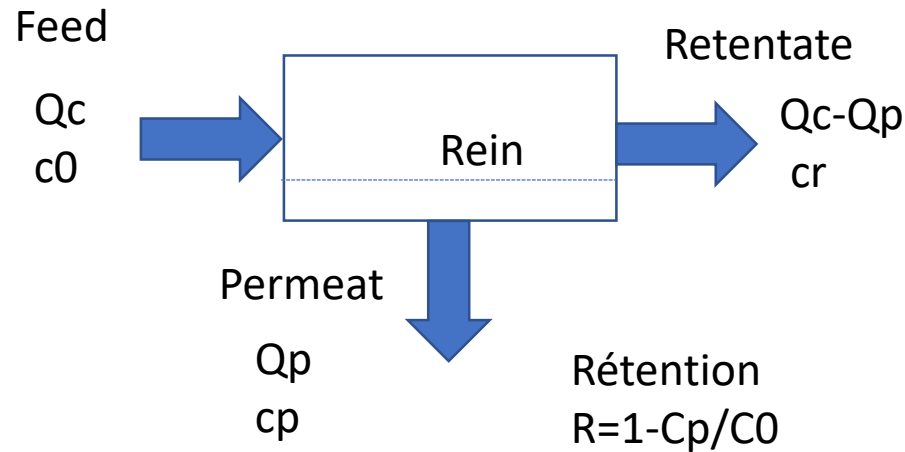 Feed
Qc
c0
Rein
Retentate
Qc-Qp
cr
Permeat
Qp
cp
Rétention
R=1-Cp/C0